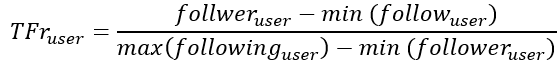 TFr_user = (follwer_user − min (follow_user)) / (max(following_user) − min (follower_user))